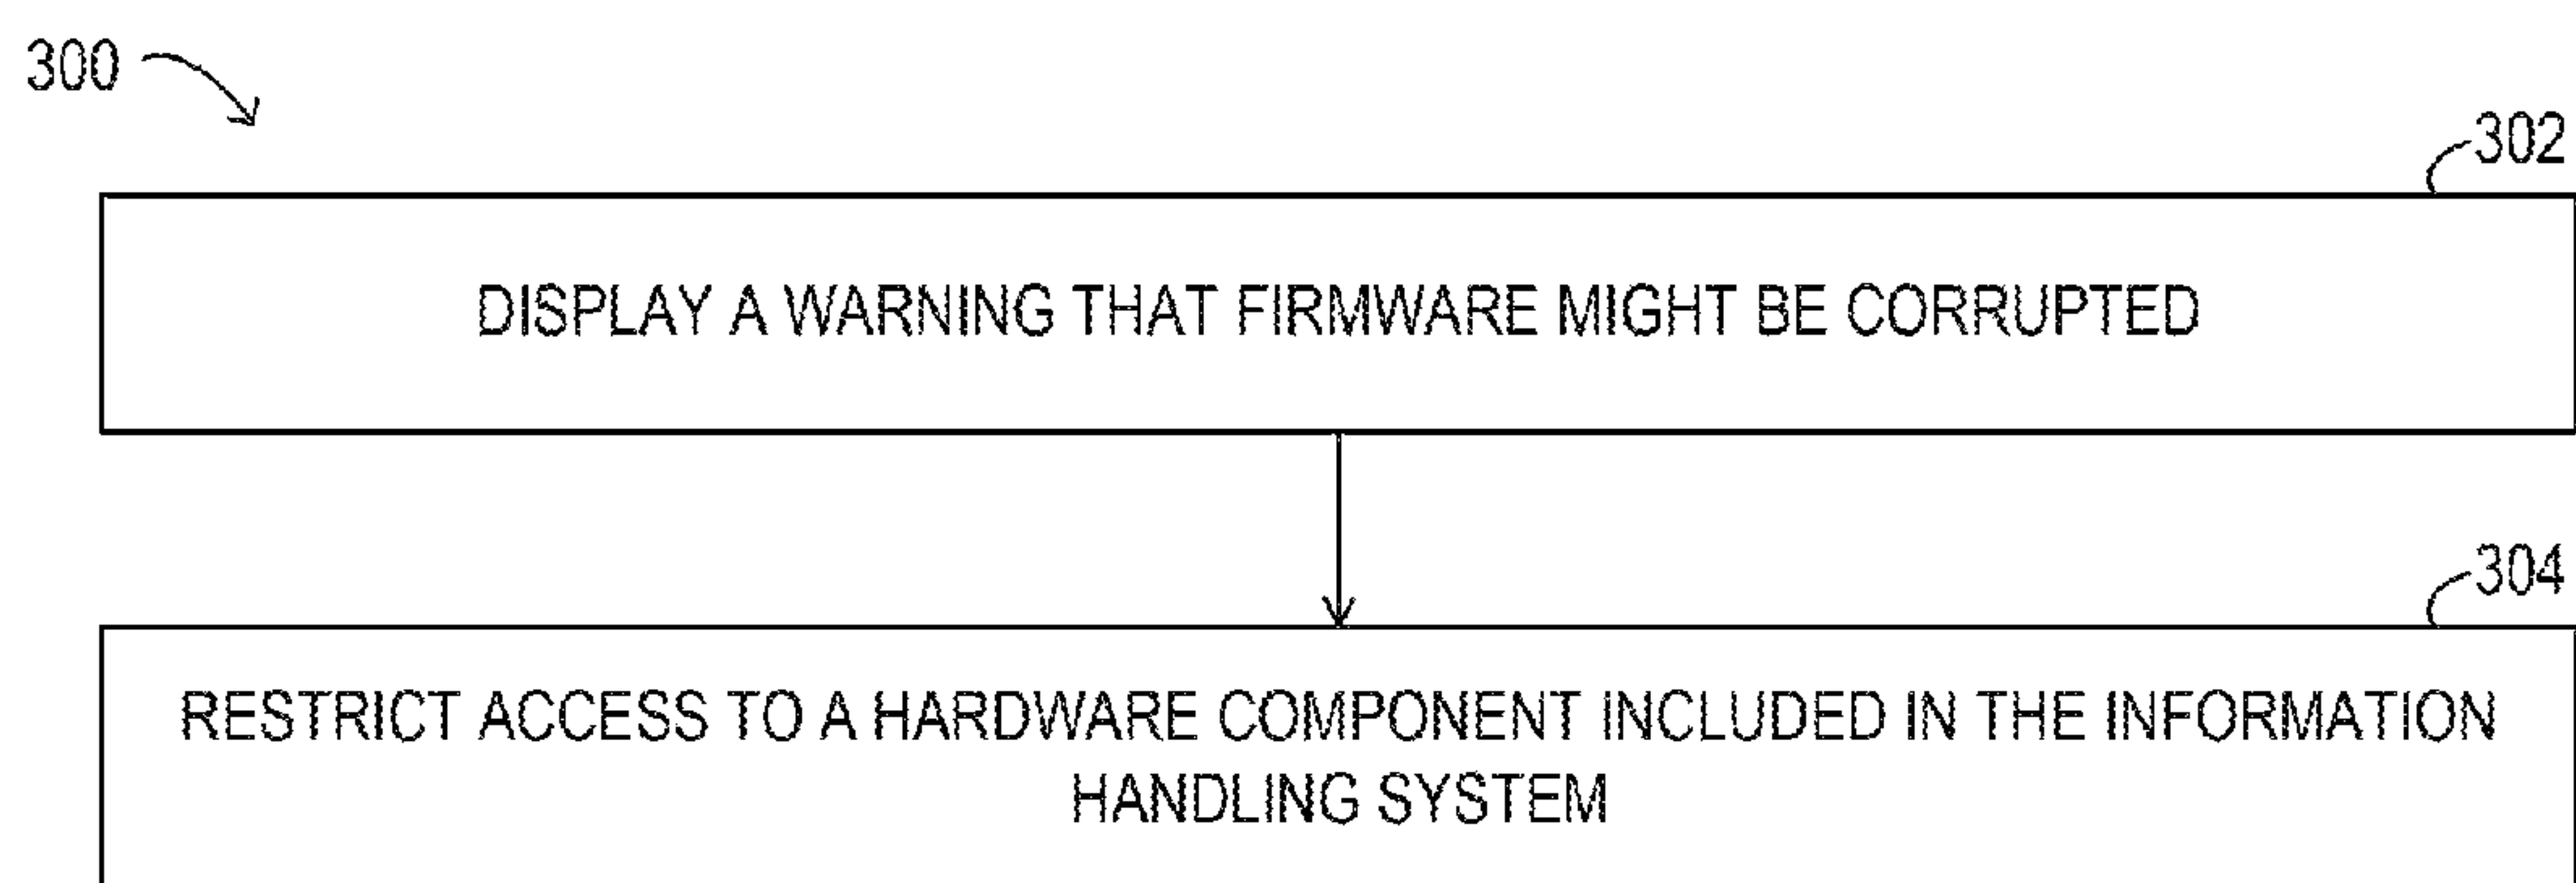 300
302
DISPLAY A WARNING THAT FIRMWARE MIGHT BE CORRUPTED
304
RESTRICT ACCESS TO A HARDWARE COMPONENT INCLUDED IN THE INFORMATION
HANDLING SYSTEM